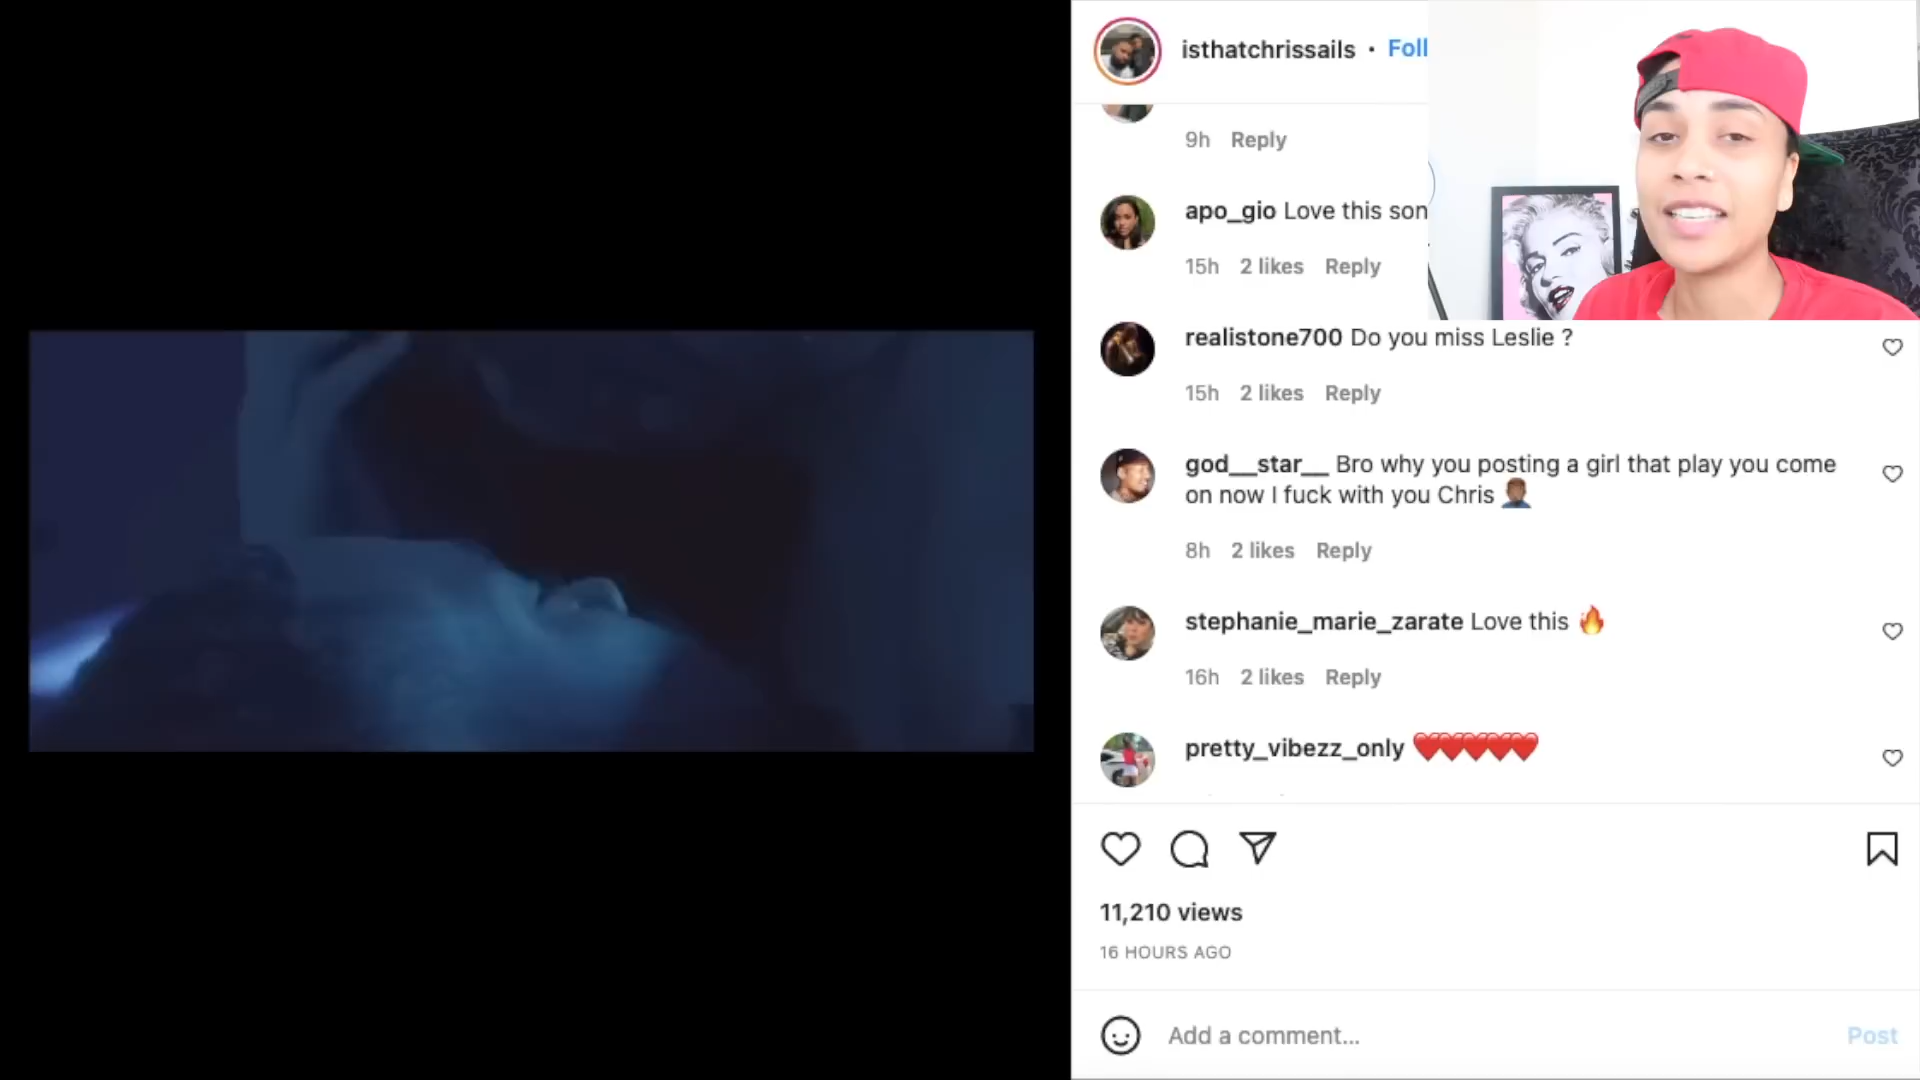 isthatchrissails • Foll
9h Reply
apo_gio Love this son
15h 2 likes Reply
realistone700 Do you miss Leslie ?
15h 2 likes Reply
god__star__ Bro why you posting a girl that play you come
on now I fuck with you Chris 🤦🏾‍♂️
8h 2 likes Reply
stephanie_marie_zarate Love this 🔥
16h 2 likes Reply
pretty_vibezz_only ❤️❤️❤️❤️❤️
11,210 views
16 HOURS AGO
Add a comment... Post